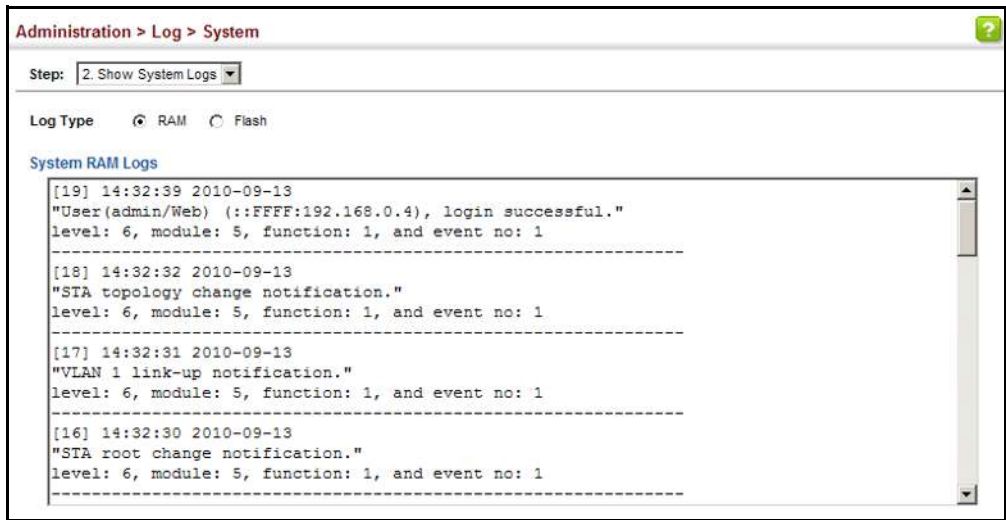 Administration > Log > System
?
Step: 2. Show System Logs
Log Type RAM Flash
System RAM Logs
[19] 14:32:39 2010-09-13
"User(admin/Web) (::FFFF:192.168.0.4), login successful."
level: 6, module: 5, function: 1, and event no: 1
---------------------------------------------------------------
[18] 14:32:32 2010-09-13
"STA topology change notification."
level: 6, module: 5, function: 1, and event no: 1
---------------------------------------------------------------
[17] 14:32:31 2010-09-13
"VLAN 1 link-up notification."
level: 6, module: 5, function: 1, and event no: 1
---------------------------------------------------------------
[16] 14:32:30 2010-09-13
"STA root change notification."
level: 6, module: 5, function: 1, and event no: 1
---------------------------------------------------------------